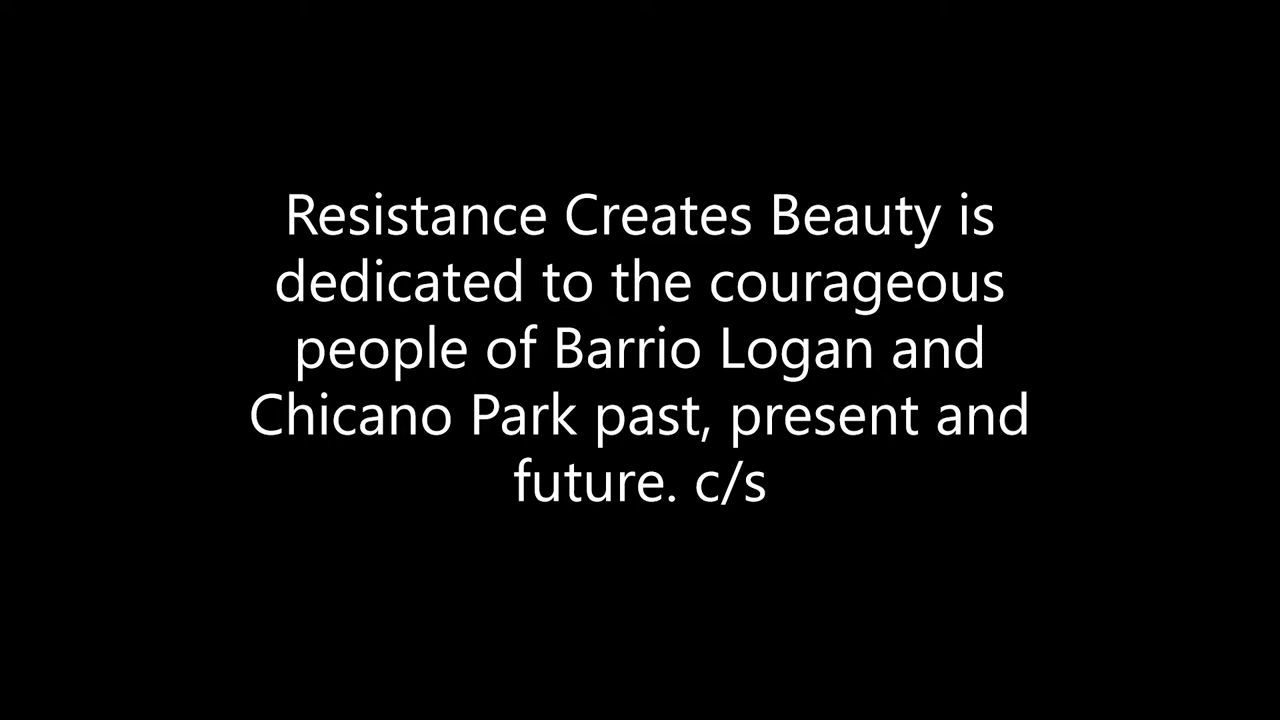 Resistance Creates Beauty is
dedicated to the courageous
people of Barrio Logan and
Chicano Park past, present and
future. c/s